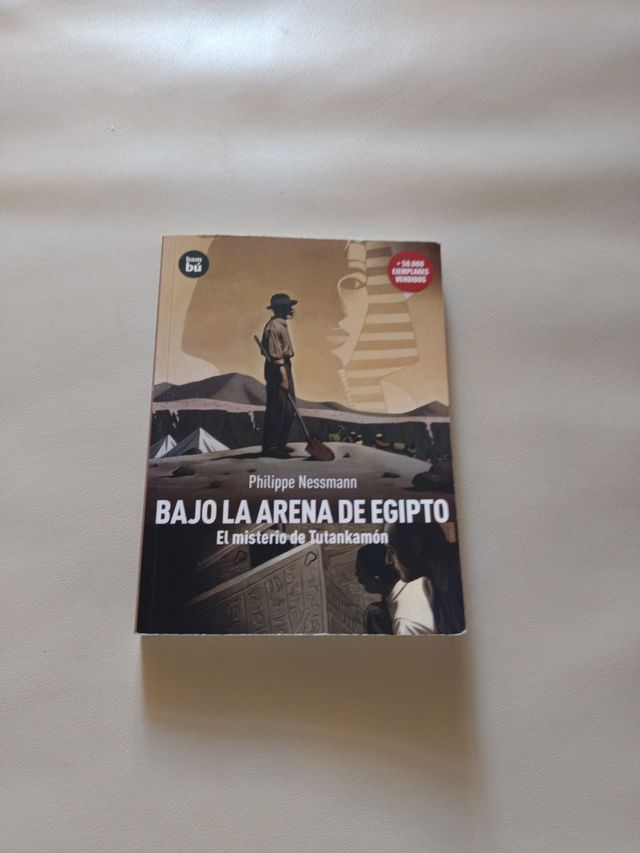 bam
bú
+ 50.000
EJEMPLARES
VENDIDOS
Philippe Nessmann
BAJO LA ARENA DE EGIPTO
El misterio de Tutankamón